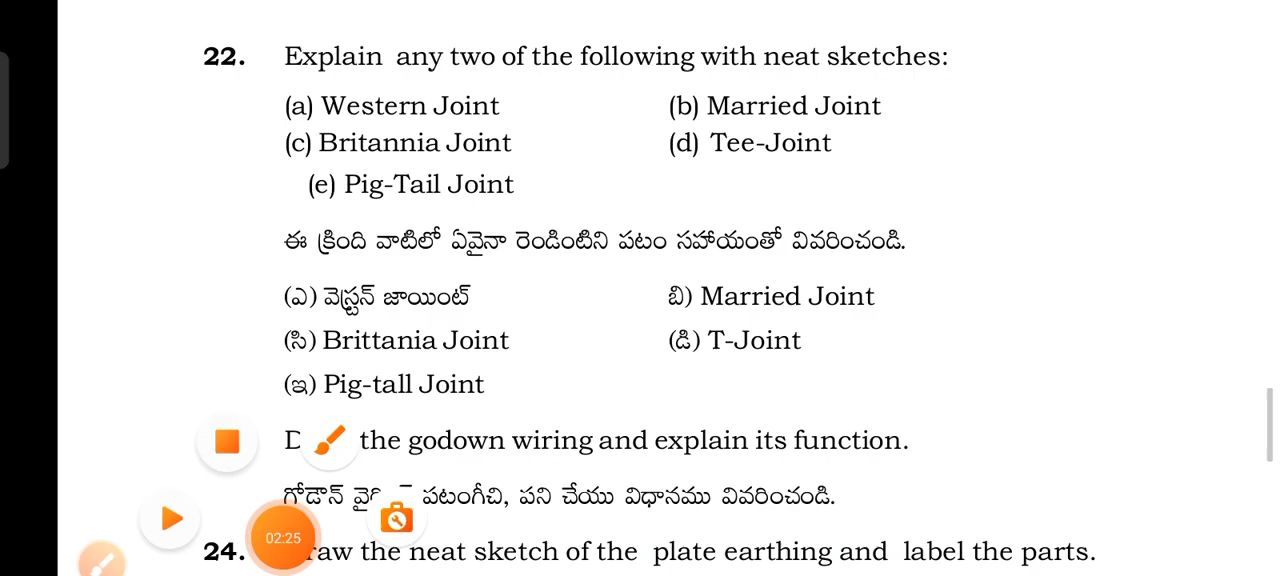 22. Explain any two of the following with neat sketches:
(a) Western Joint (b) Married Joint
(c) Britannia Joint (d) Tee-Joint
(e) Pig-Tail Joint
ఈ క్రింది వాటిలో ఏవైనా రెండింటిని పటం సహాయంతో వివరించండి.
(ఎ) వెస్ట్రన్ జాయింట్ బి) Married Joint
(సి) Brittania Joint (డి) T-Joint
(ఇ) Pig-tall Joint
the godown wiring and explain its function.
గోడౌన్ పటంగీచి, పని చేయు విధానము వివరించండి.
24. raw the neat sketch of the plate earthing and label the parts.
02:25